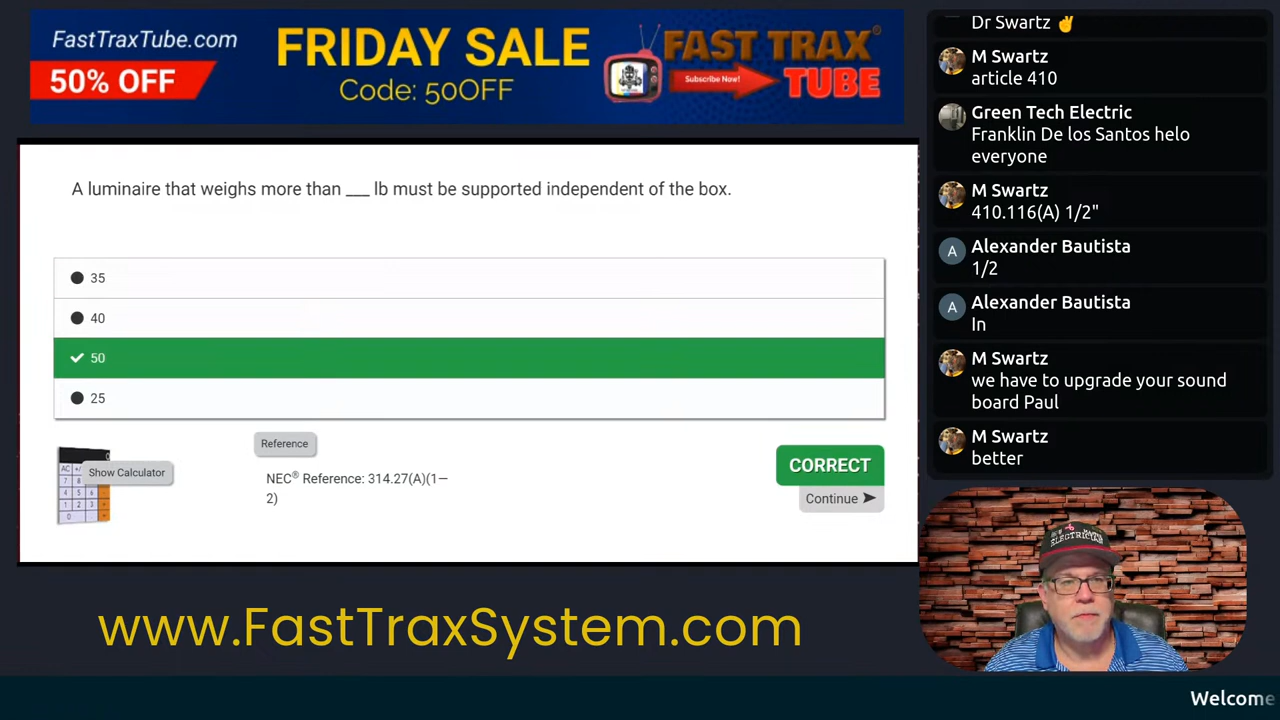 FastTraxTube.com
50% OFF
FRIDAY SALE
Code: 50OFF
FAST TRAX®
Subscribe Now!
TUBE
A luminaire that weighs more than ___ lb must be supported independent of the box.
35
40
50
25
Show Calculator
Reference
NEC® Reference: 314.27(A)(1–
2)
CORRECT
Continue
www.FastTraxSystem.com
Dr Swartz ✌
M Swartz
article 410
Green Tech Electric
Franklin De los Santos helo
everyone
M Swartz
410.116(A) 1/2"
A
Alexander Bautista
1/2
A
Alexander Bautista
In
M Swartz
we have to upgrade your sound
board Paul
M Swartz
better
ELECTRICIAN
Welcome